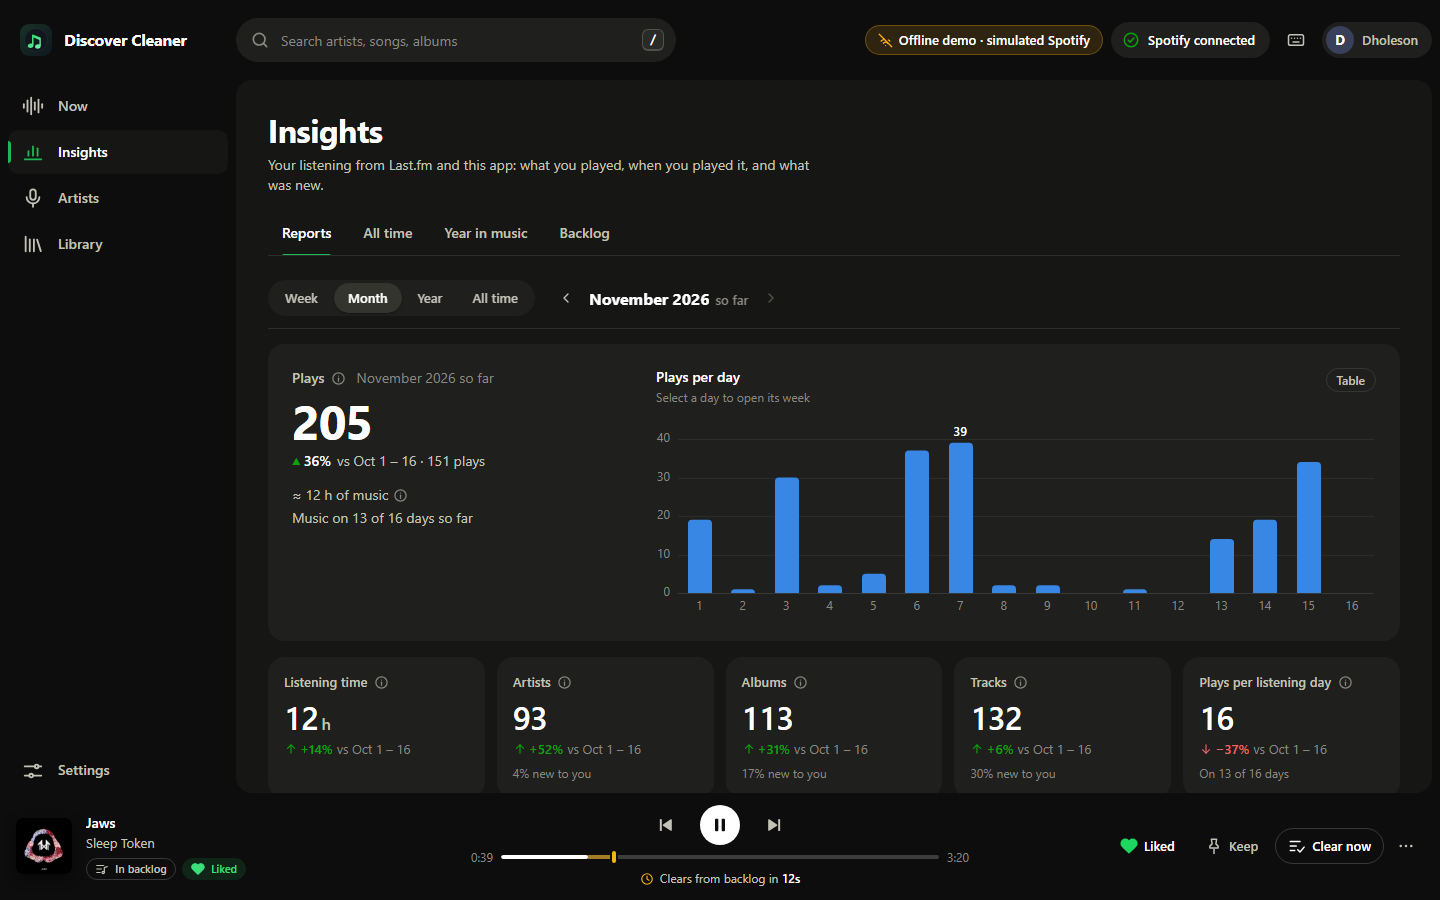 Discover Cleaner
Search artists, songs, albums
/
Offline demo · simulated Spotify
Spotify connected
D
Dholeson
Now
Insights
Artists
Library
Settings
Insights
Your listening from Last.fm and this app: what you played, when you played it, and what
was new.
Reports
All time
Year in music
Backlog
Week
Month
Year
All time
November 2026 so far
Plays
November 2026 so far
205
▲ 36% vs Oct 1 – 16 · 151 plays
≈ 12 h of music
Music on 13 of 16 days so far
Plays per day
Select a day to open its week
Table
40
30
20
10
0
39
1 2 3 4 5 6 7 8 9 10 11 12 13 14 15 16
Listening time
12 h
↑ +14% vs Oct 1 – 16
Artists
93
↑ +52% vs Oct 1 – 16
4% new to you
Albums
113
↑ +31% vs Oct 1 – 16
17% new to you
Tracks
132
↑ +6% vs Oct 1 – 16
30% new to you
Plays per listening day
16
↓ −37% vs Oct 1 – 16
On 13 of 16 days
Jaws
Sleep Token
In backlog
Liked
0:39
3:20
Clears from backlog in 12s
Liked
Keep
Clear now